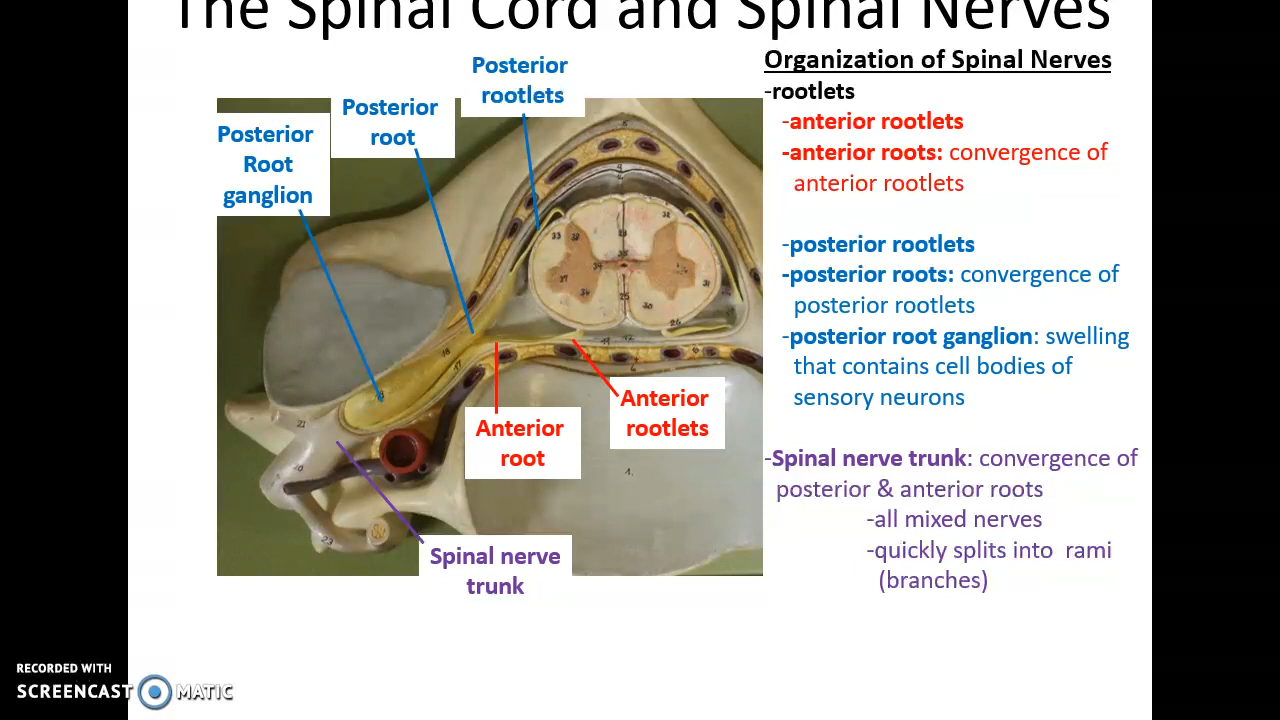 The Spinal Cord and Spinal Nerves
Posterior
rootlets
Posterior
root
Posterior
Root
ganglion
Anterior
rootlets
Anterior
root
Spinal nerve
trunk
Organization of Spinal Nerves
-rootlets
-anterior rootlets
-anterior roots: convergence of
anterior rootlets
-posterior rootlets
-posterior roots: convergence of
posterior rootlets
-posterior root ganglion: swelling
that contains cell bodies of
sensory neurons
-Spinal nerve trunk: convergence of
posterior & anterior roots
-all mixed nerves
-quickly splits into rami
(branches)
RECORDED WITH
SCREENCAST MATIC